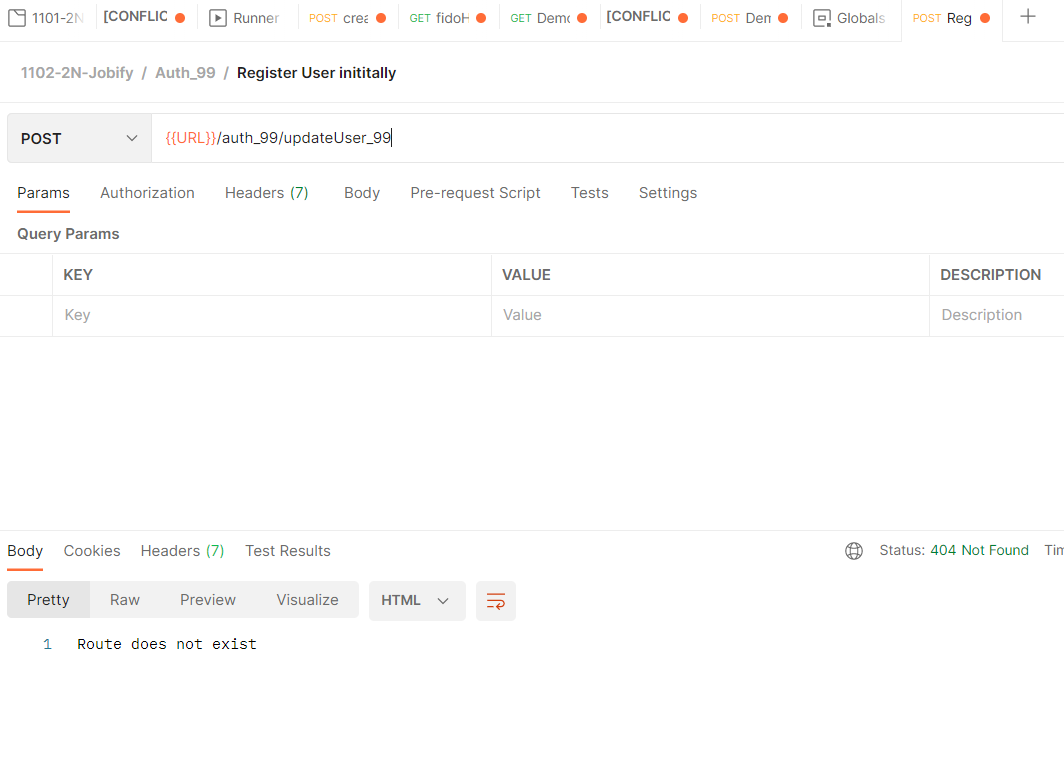 1101-2N [CONFLIC Runner POST crea GET fidoH GET Demo [CONFLIC POST Dem Globals POST Reg
1102-2N-Jobify / Auth_99 / Register User inititally
POST {{URL}}/auth_99/updateUser_99
Params Authorization Headers (7) Body Pre-request Script Tests Settings
Query Params
KEY VALUE DESCRIPTION
Key Value Description
Body Cookies Headers (7) Test Results Status: 404 Not Found Tim
Pretty Raw Preview Visualize HTML
1 Route does not exist